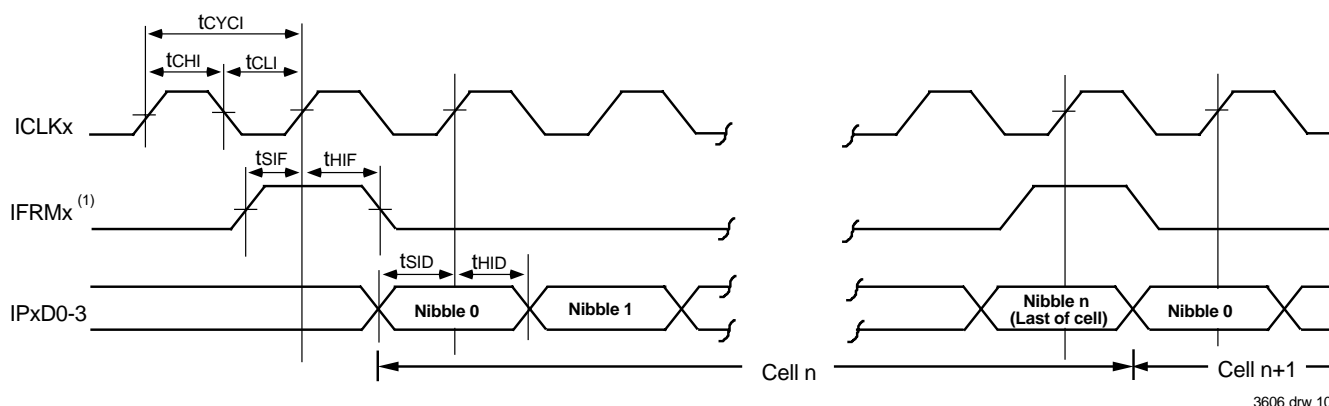 tCYCI
tCHI
tCLI
ICLKx
tSIF
tHIF
IFRMx (1)
tSID
tHID
IPxD0-3
Nibble 0
Nibble 1
Nibble n
(Last of cell)
Nibble 0
Cell n
Cell n+1
3606 drw 10